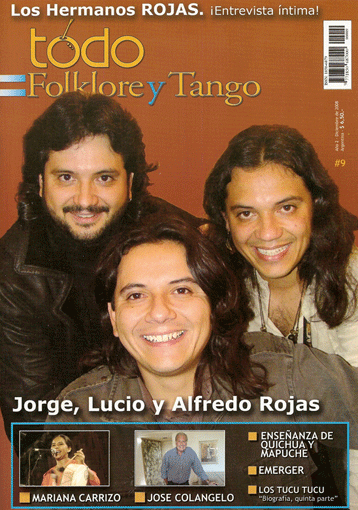 Los Hermanos ROJAS. ¡Entrevista íntima!
todo
Folklore y Tango
Año 2 - Diciembre de 2008
Argentina $ 6,50.-
#9
Jorge, Lucio y Alfredo Rojas
MARIANA CARRIZO
JOSE COLANGELO
ENSEÑANZA DE
QUICHUA Y
MAPUCHE
EMERGER
LOS TUCU TUCU
"Biografía, quinta parte"